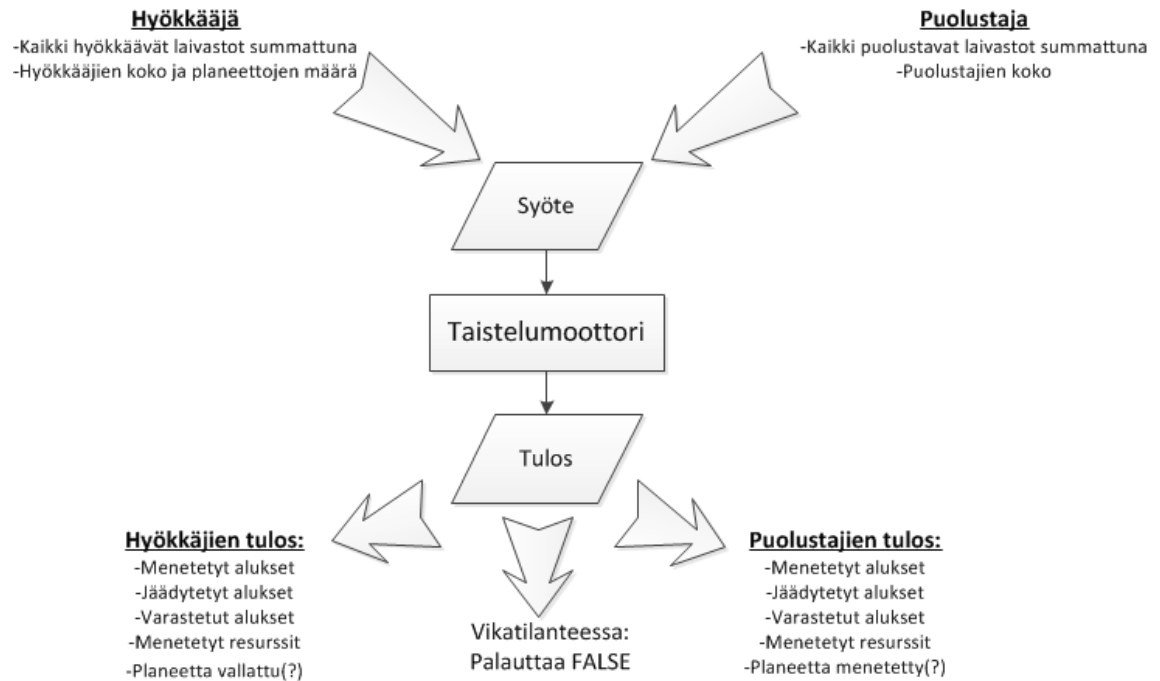 Hyökkääjä
-Kaikki hyökkäävät laivastot summattuna
-Hyökkääjien koko ja planeettojen määrä
Puolustaja
-Kaikki puolustavat laivastot summattuna
-Puolustajien koko
Syöte
Taistelumoottori
Tulos
Hyökkäjien tulos:
-Menetetyt alukset
-Jäädytetyt alukset
-Varastetut alukset
-Menetetyt resurssit
-Planeetta vallattu(?)
Vikatilanteessa:
Palauttaa FALSE
Puolustajien tulos:
-Menetetyt alukset
-Jäädytetyt alukset
-Varastetut alukset
-Menetetyt resurssit
-Planeetta menetetty(?)